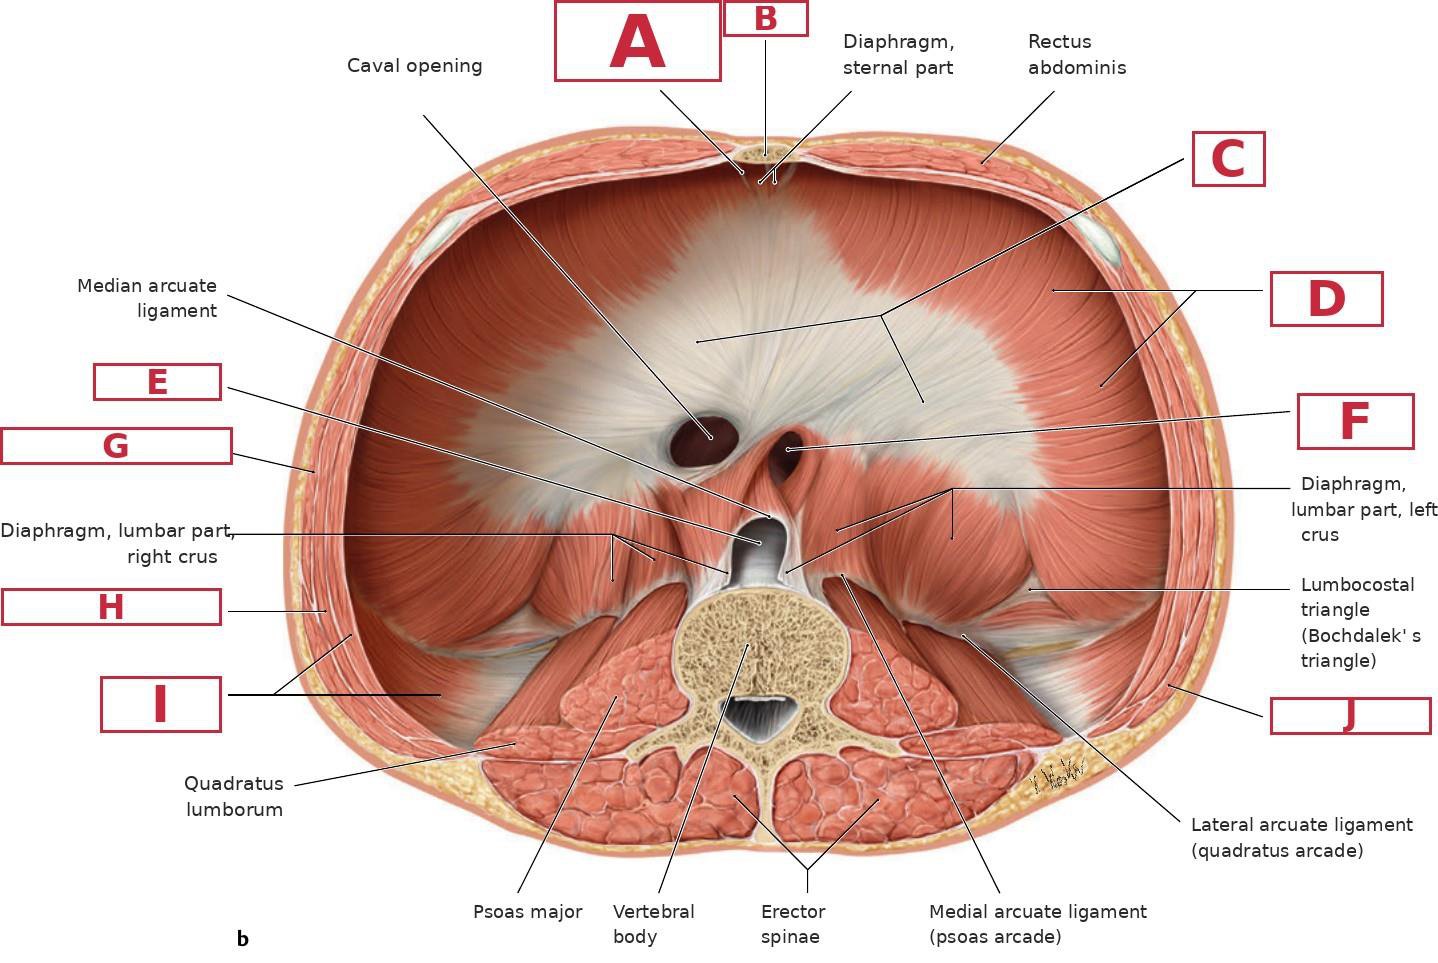 A
B
Caval opening
Diaphragm,
sternal part
Rectus
abdominis
C
Median arcuate
ligament
D
E
F
G
Diaphragm, lumbar part,
right crus
Diaphragm,
lumbar part, left
crus
H
Lumbocostal
triangle
(Bochdalek' s
triangle)
I
J
Quadratus
lumborum
Lateral arcuate ligament
(quadratus arcade)
Psoas major
Vertebral
body
Erector
spinae
Medial arcuate ligament
(psoas arcade)
b